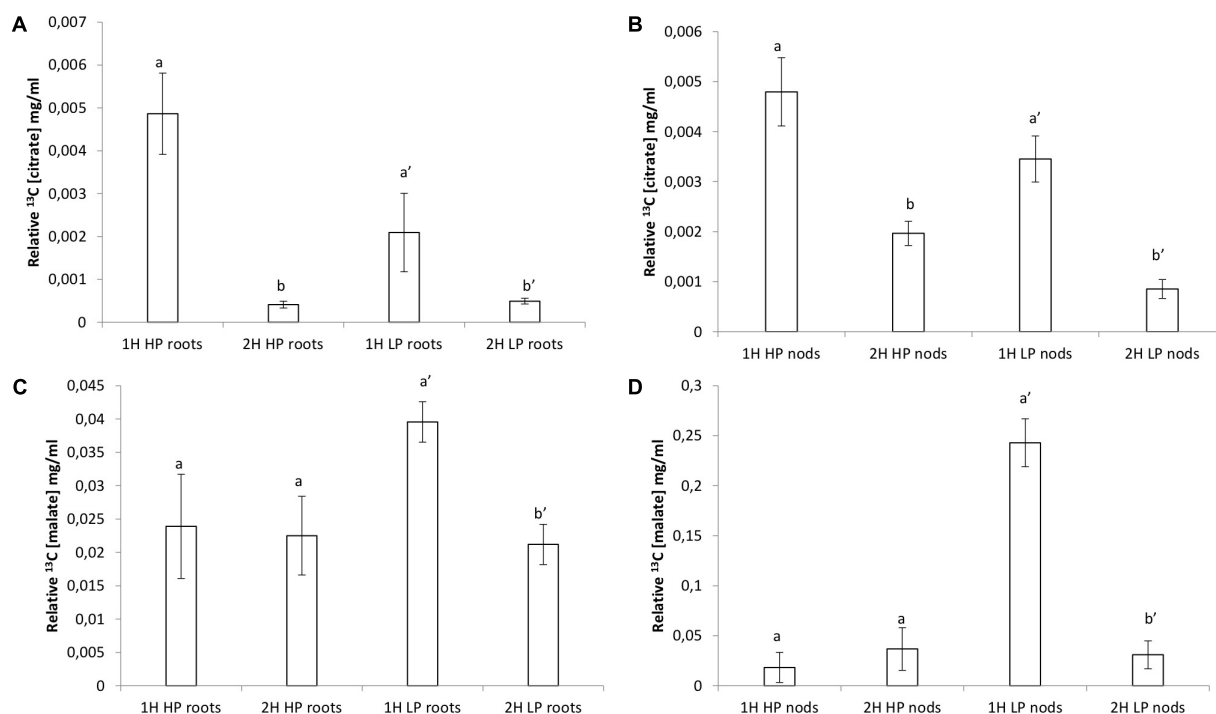 A
Relative ¹³C [citrate] mg/ml
0,007
0,006
0,005
0,004
0,003
0,002
0,001
0
a
b
a’
b’
1H HP roots 2H HP roots 1H LP roots 2H LP roots
B
Relative ¹³C [citrate] mg/ml
0,006
0,005
0,004
0,003
0,002
0,001
0
a
b
a’
b’
1H HP nods 2H HP nods 1H LP nods 2H LP nods
C
Relative ¹³C [malate] mg/ml
0,045
0,04
0,035
0,03
0,025
0,02
0,015
0,01
0,005
0
a
a
a’
b’
1H HP roots 2H HP roots 1H LP roots 2H LP roots
D
Relative ¹³C [malate] mg/ml
0,3
0,25
0,2
0,15
0,1
0,05
0
a
a
a’
b’
1H HP nods 2H HP nods 1H LP nods 2H LP nods